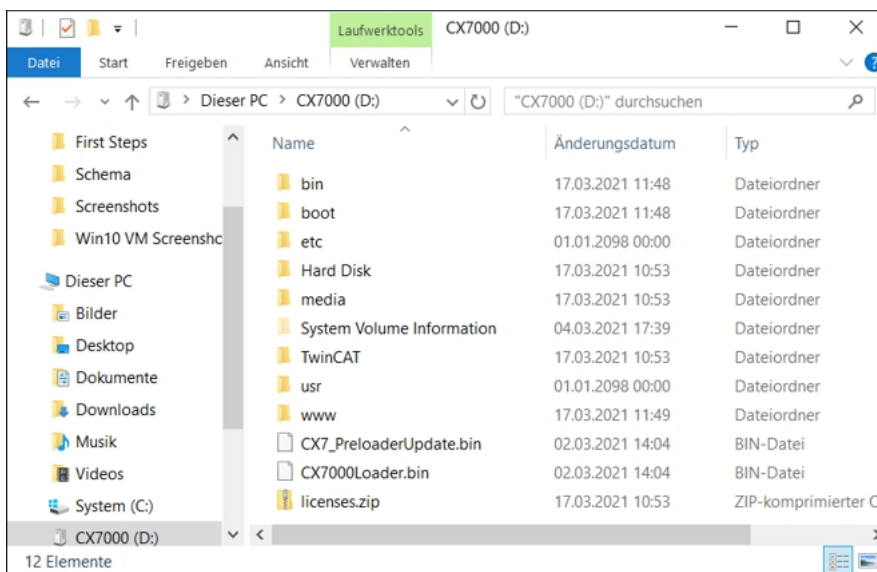 Laufwerktools CX7000 (D:)
Datei Start Freigeben Ansicht Verwalten ?
Dieser PC > CX7000 (D:) "CX7000 (D:)" durchsuchen
First Steps
Schema
Screenshots
Win10 VM Screenshc
Dieser PC
Bilder
Desktop
Dokumente
Downloads
Musik
Videos
System (C:)
CX7000 (D:)
Name Änderungsdatum Typ
bin 17.03.2021 11:48 Dateiordner
boot 17.03.2021 11:48 Dateiordner
etc 01.01.2098 00:00 Dateiordner
Hard Disk 17.03.2021 10:53 Dateiordner
media 17.03.2021 10:53 Dateiordner
System Volume Information 04.03.2021 17:39 Dateiordner
TwinCAT 17.03.2021 10:53 Dateiordner
usr 01.01.2098 00:00 Dateiordner
www 17.03.2021 11:49 Dateiordner
CX7_PreloaderUpdate.bin 02.03.2021 14:04 BIN-Datei
CX7000Loader.bin 02.03.2021 14:04 BIN-Datei
licenses.zip 17.03.2021 10:53 ZIP-komprimierter O
12 Elemente